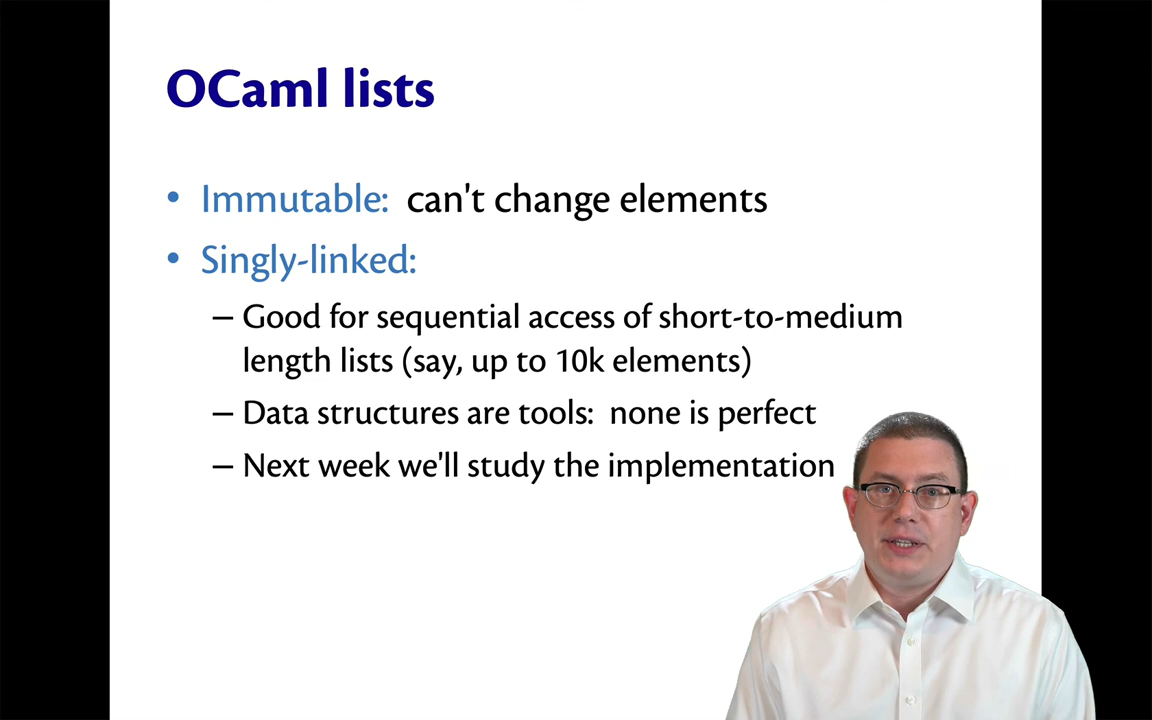 OCaml lists
• Immutable: can't change elements
• Singly-linked:
– Good for sequential access of short-to-medium
length lists (say, up to 10k elements)
– Data structures are tools: none is perfect
– Next week we'll study the implementation